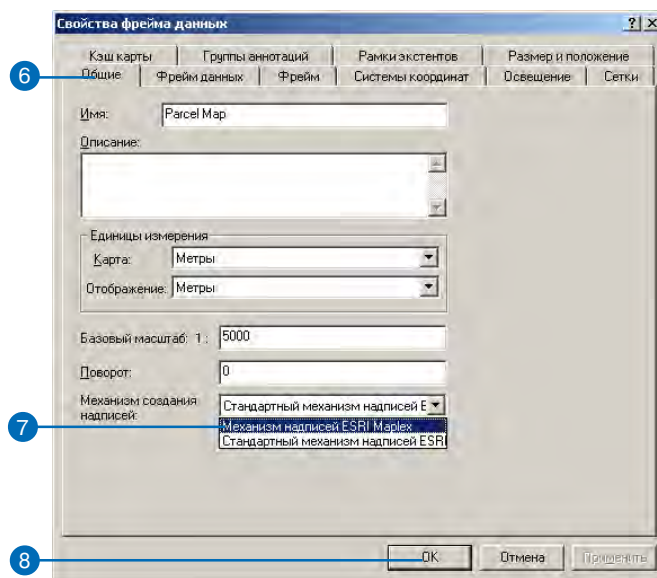 Свойства фрейма данных
Кэш карты Группы аннотаций Рамки экстентов Размер и положение
6 Общие Фрейм данных Фрейм Системы координат Освещение Сетки
Имя: Parcel Map
Описание:
Единицы измерения
Карта: Метры
Отображение: Метры
Базовый масштаб: 1 : 5000
Поворот: 0
Механизм создания надписей: Стандартный механизм надписей E
7 Механизм надписей ESRI Maplex
Стандартный механизм надписей ESRI
8 OK Отмена Применить